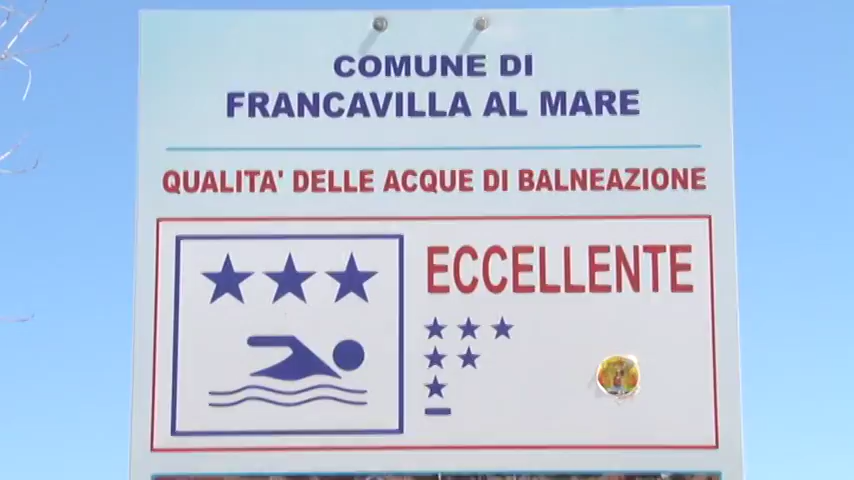 COMUNE DI
FRANCAVILLA AL MARE
QUALITA' DELLE ACQUE DI BALNEAZIONE
ECCELLENTE